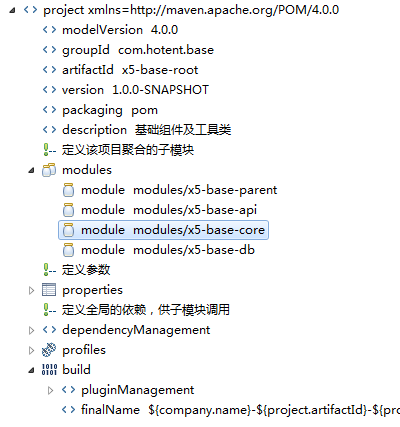 project xmlns=http://maven.apache.org/POM/4.0.0
modelVersion 4.0.0
groupId com.hotent.base
artifactId x5-base-root
version 1.0.0-SNAPSHOT
packaging pom
description 基础组件及工具类
定义该项目聚合的子模块
modules
module modules/x5-base-parent
module modules/x5-base-api
module modules/x5-base-core
module modules/x5-base-db
定义参数
properties
定义全局的依赖，供子模块调用
dependencyManagement
profiles
build
pluginManagement
finalName ${company.name}-${project.artifactId}-${pro